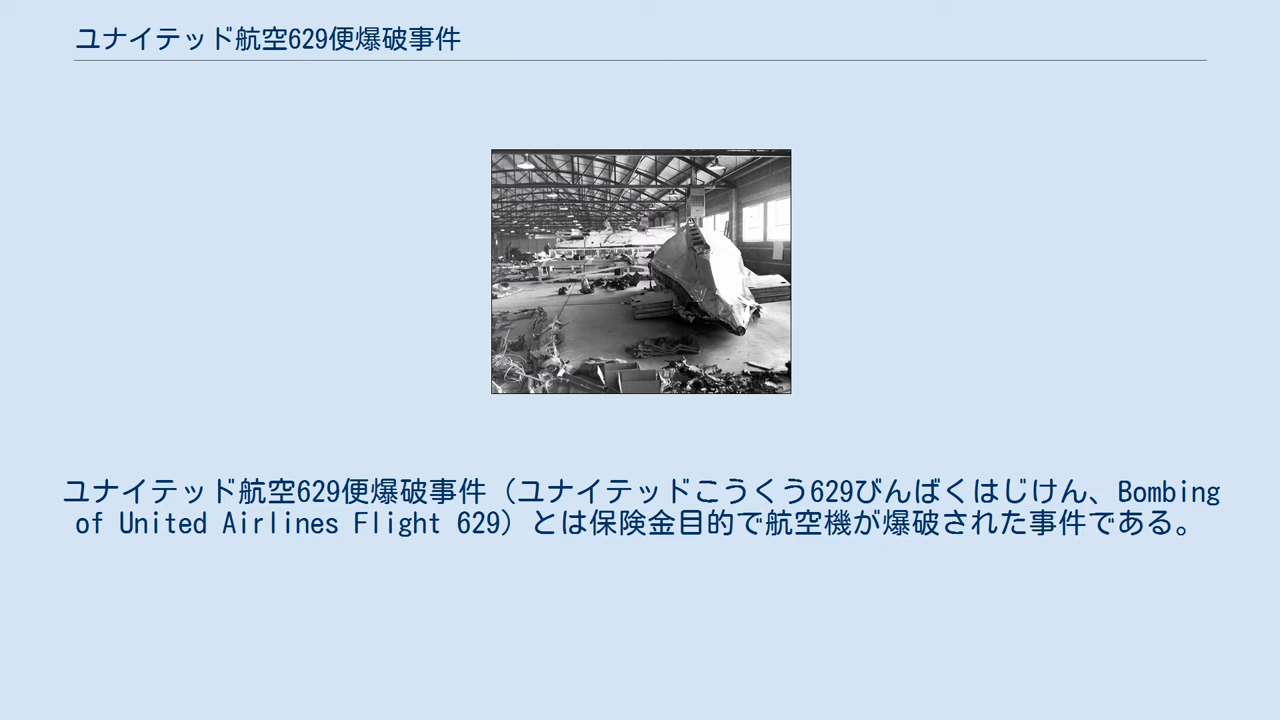 ユナイテッド航空629便爆破事件
ユナイテッド航空629便爆破事件（ユナイテッドこうくう629びんばくはじけん、Bombing
of United Airlines Flight 629）とは保険金目的で航空機が爆破された事件である。